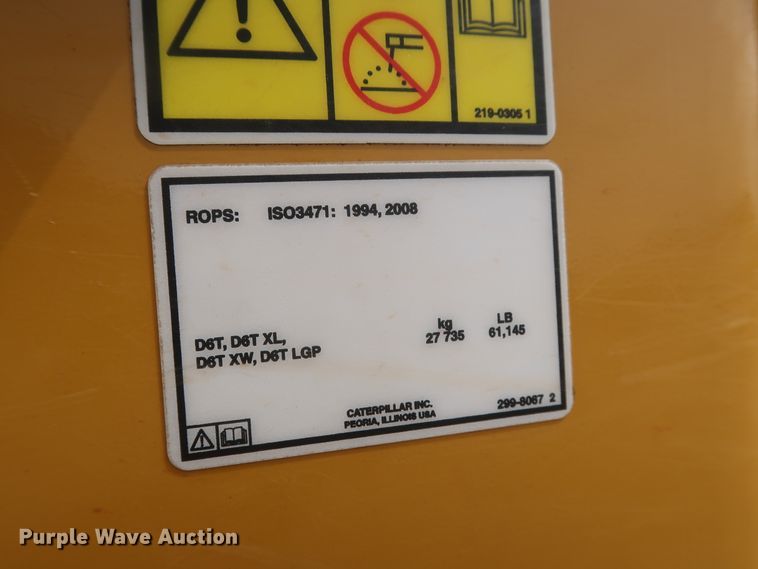 219-0305 1
ROPS: ISO3471: 1994, 2008
D6T, D6T XL,
D6T XW, D6T LGP
kg
27 735
LB
61,145
CATERPILLAR INC.
PEORIA, ILLINOIS USA
299-8067 2
Purple Wave Auction